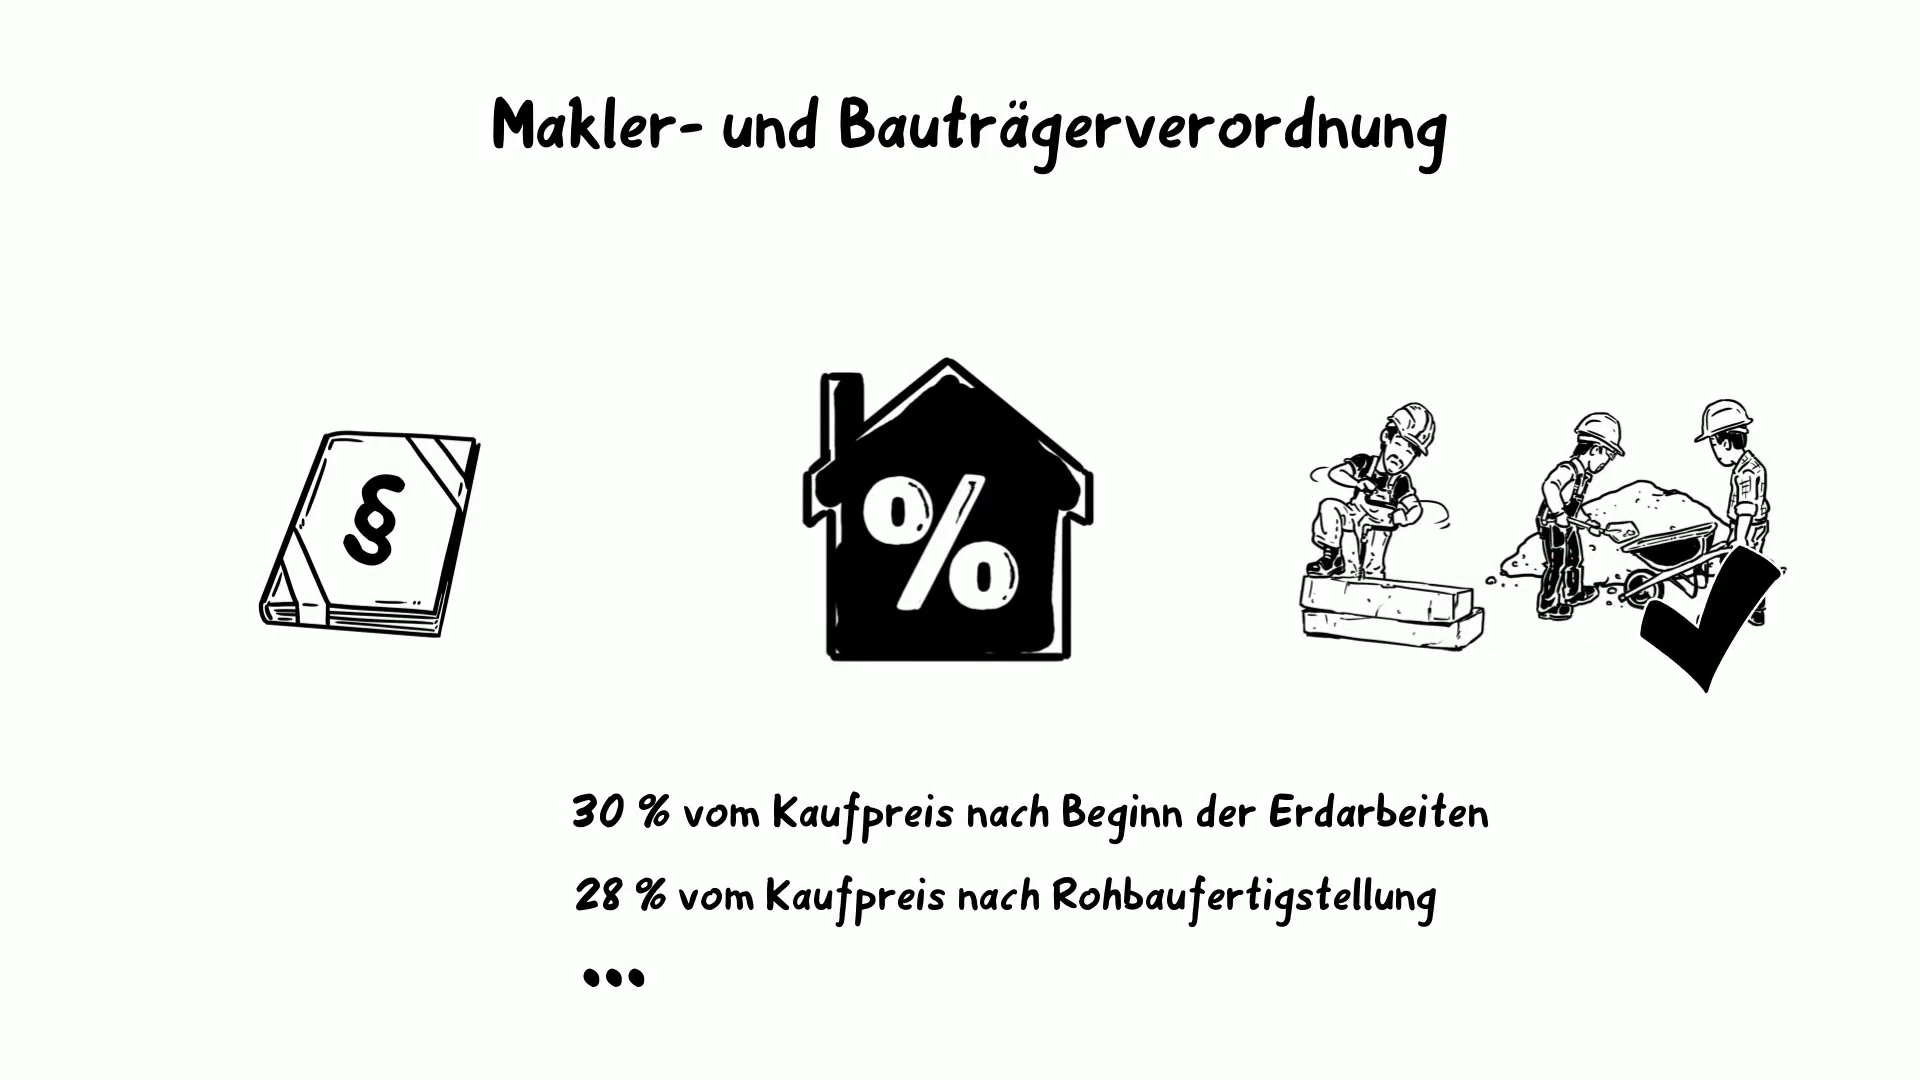 Makler- und Bauträgerverordnung
§
%
30 % vom Kaufpreis nach Beginn der Erdarbeiten
28 % vom Kaufpreis nach Rohbaufertigstellung
...